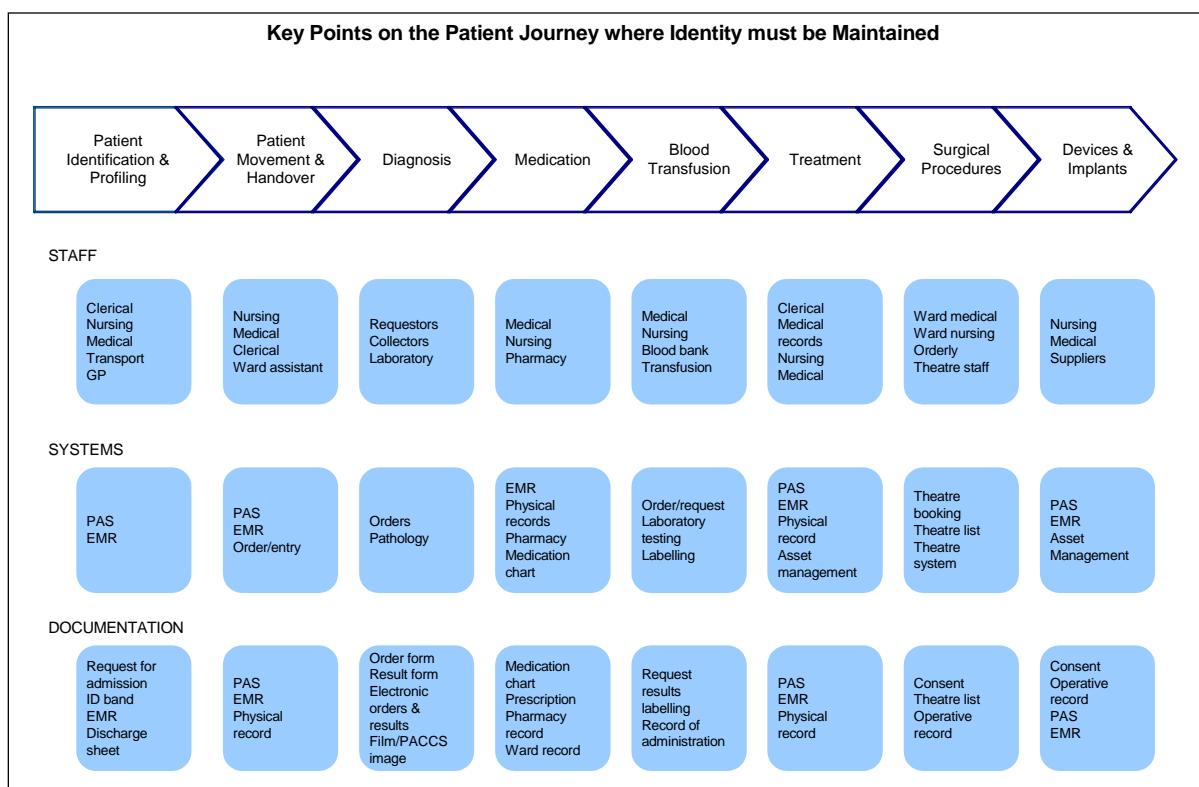 Key Points on the Patient Journey where Identity must be Maintained
Patient
Identification &
Profiling
Patient
Movement &
Handover
Diagnosis
Medication
Blood
Transfusion
Treatment
Surgical
Procedures
Devices &
Implants
STAFF
Clerical
Nursing
Medical
Transport
GP
Nursing
Medical
Clerical
Ward assistant
Requestors
Collectors
Laboratory
Medical
Nursing
Pharmacy
Medical
Nursing
Blood bank
Transfusion
Clerical
Medical
records
Nursing
Medical
Ward medical
Ward nursing
Orderly
Theatre staff
Nursing
Medical
Suppliers
SYSTEMS
PAS
EMR
PAS
EMR
Order/entry
Orders
Pathology
EMR
Physical
records
Pharmacy
Medication
chart
Order/request
Laboratory
testing
Labelling
PAS
EMR
Physical
record
Asset
management
Theatre
booking
Theatre list
Theatre
system
PAS
EMR
Asset
Management
DOCUMENTATION
Request for
admission
ID band
EMR
Discharge
sheet
PAS
EMR
Physical
record
Order form
Result form
Electronic
orders &
results
Film/PACCS
image
Medication
chart
Prescription
Pharmacy
record
Ward record
Request
results
labelling
Record of
administration
PAS
EMR
Physical
record
Consent
Theatre list
Operative
record
Consent
Operative
record
PAS
EMR